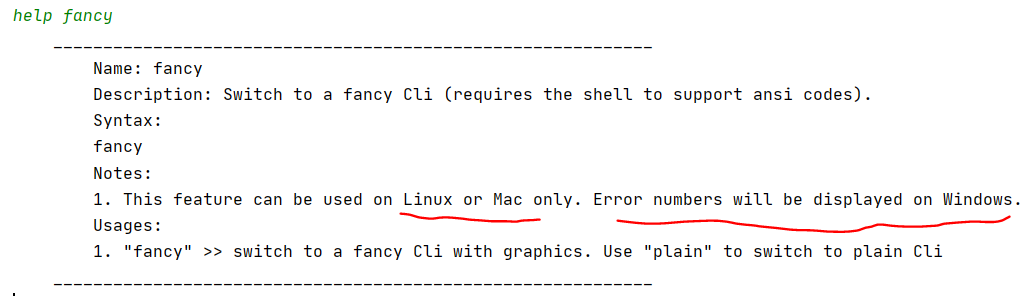 help fancy
____________________________________________________________
Name: fancy
Description: Switch to a fancy Cli (requires the shell to support ansi codes).
Syntax:
fancy
Notes:
1. This feature can be used on Linux or Mac only. Error numbers will be displayed on Windows.
Usages:
1. "fancy" >> switch to a fancy Cli with graphics. Use "plain" to switch to plain Cli
____________________________________________________________